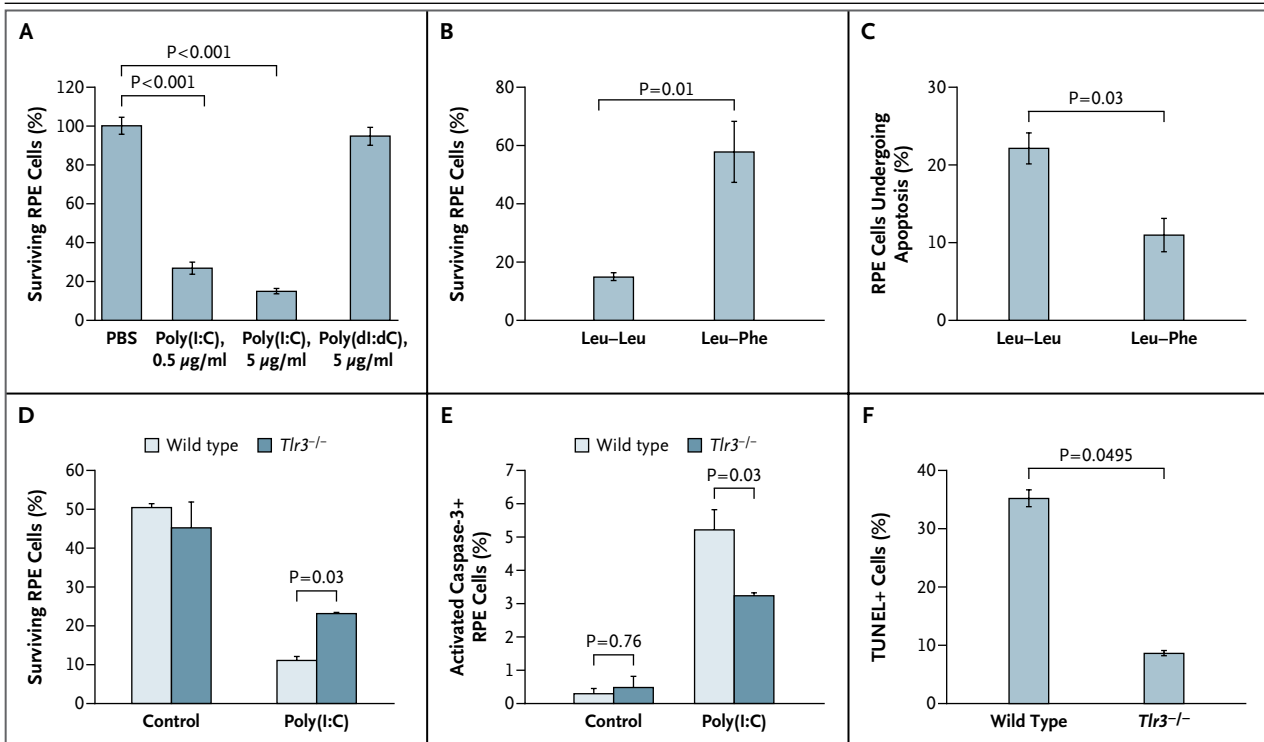 A
P<0.001
P<0.001
Surviving RPE Cells (%)
120
100
80
60
40
20
0
PBS
Poly(I:C), 0.5 µg/ml
Poly(I:C), 5 µg/ml
Poly(dI:dC), 5 µg/ml
B
P=0.01
Surviving RPE Cells (%)
80
60
40
20
0
Leu–Leu
Leu–Phe
C
P=0.03
RPE Cells Undergoing
Apoptosis (%)
30
20
10
0
Leu–Leu
Leu–Phe
D
Wild type
Tlr3–/–
Surviving RPE Cells (%)
60
50
40
30
20
10
0
P=0.03
Control
Poly(I:C)
E
Wild type
Tlr3–/–
Activated Caspase-3+
RPE Cells (%)
7
6
5
4
3
2
1
0
P=0.03
P=0.76
Control
Poly(I:C)
F
P=0.0495
TUNEL+ Cells (%)
40
30
20
10
0
Wild Type
Tlr3–/–